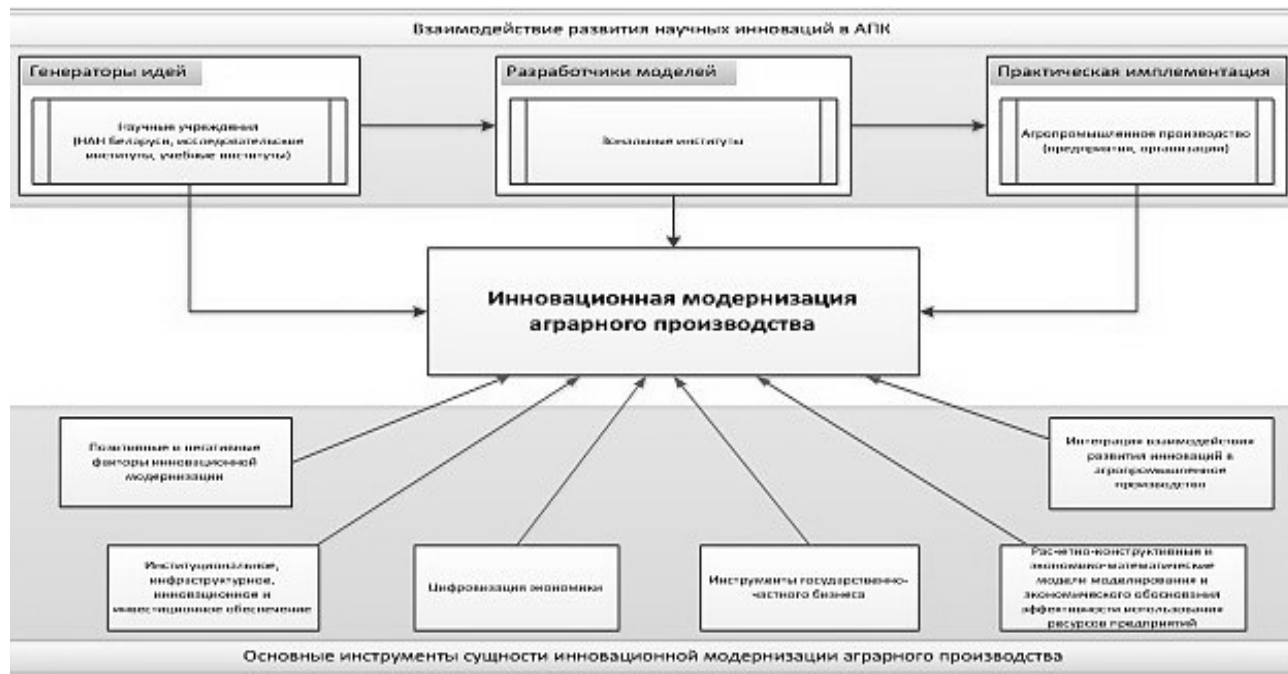 Взаимодействие развития научных инноваций в АПК
Генераторы идей
Научные учреждения
(НАН Беларуси, исследовательские
институты, учебные институты)
Разработчики моделей
Зональные институты
Практическая имплементация
Агропромышленное производство
(предприятия, организации)
Инновационная модернизация
аграрного производства
Позитивные и негативные
факторы инновационной
модернизации
Интеграция взаимодействия
развития инноваций в
агропромышленное
производство
Институциональное,
инфраструктурное,
инновационное и
инвестиционное обеспечение
Цифровизация экономики
Инструменты государственно-
частного бизнеса
Расчетно-конструктивные и
экономико-математические
модели моделирования и
экономического обоснования
эффективности использования
ресурсов предприятий
Основные инструменты сущности инновационной модернизации аграрного производства